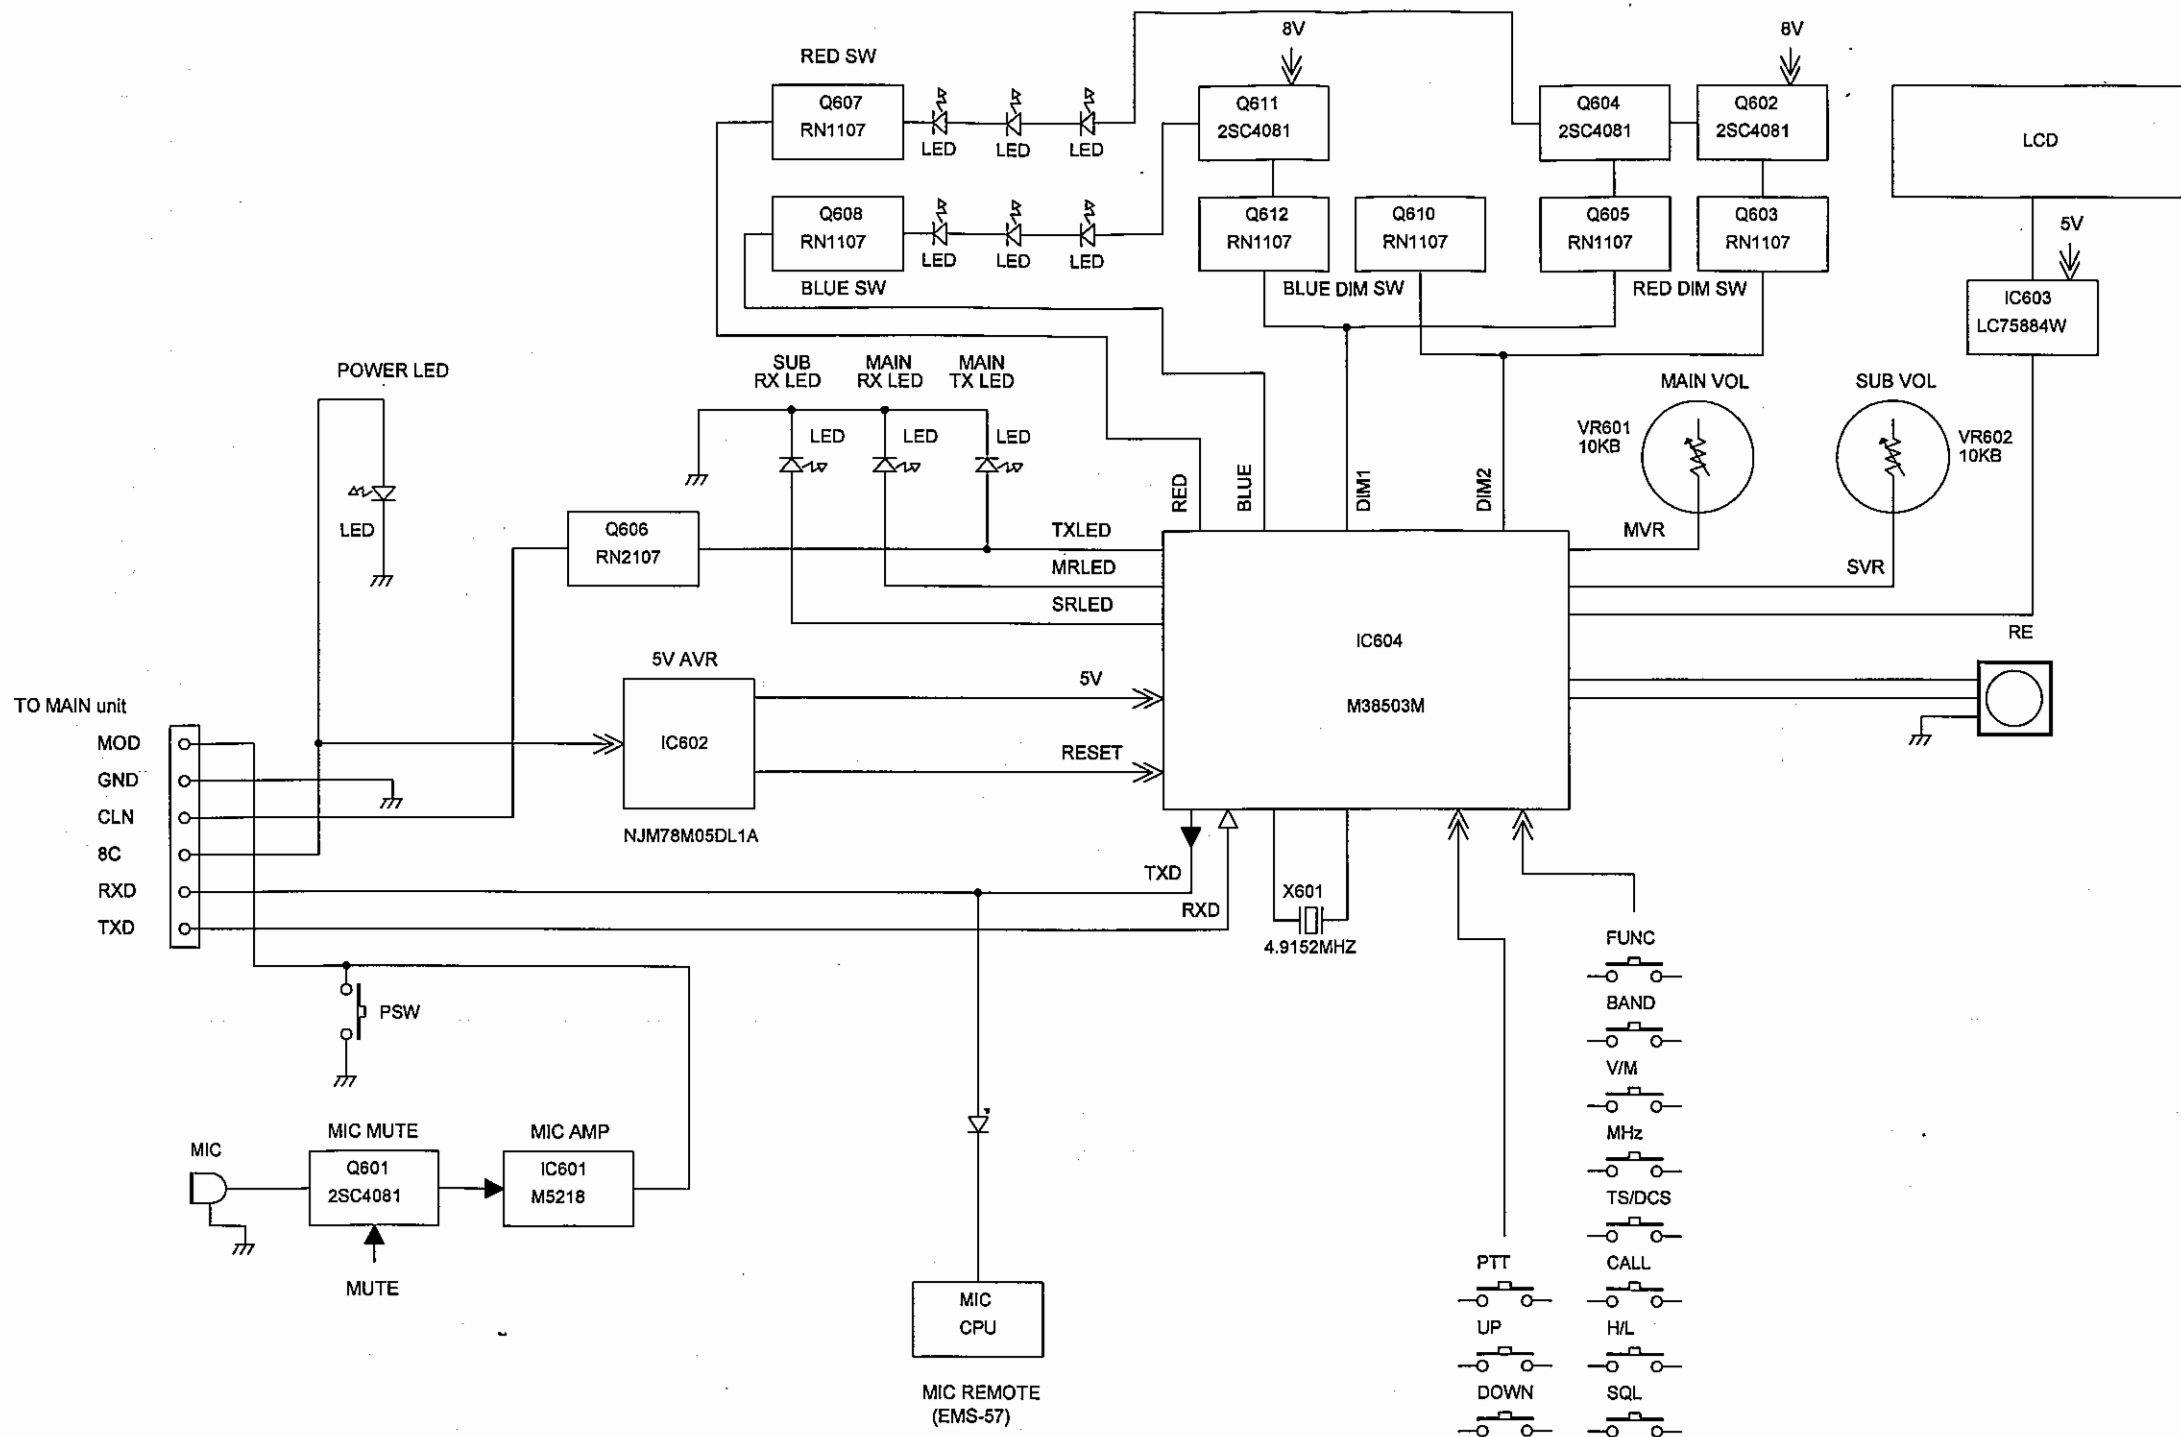 RED SW
Q607
RN1107
LED
LED
LED
8V
Q611
2SC4081
Q604
2SC4081
8V
Q602
2SC4081
LCD
Q608
RN1107
BLUE SW
LED
LED
LED
Q612
RN1107
Q610
RN1107
BLUE DIM SW
Q605
RN1107
Q603
RN1107
RED DIM SW
5V
IC603
LC75884W
POWER LED
LED
SUB
RX LED
MAIN
RX LED
MAIN
TX LED
LED
LED
LED
RED
BLUE
DIM1
DIM2
MAIN VOL
VR601
10KB
SUB VOL
VR602
10KB
Q606
RN2107
TXLED
MRLED
SRLED
MVR
SVR
RE
IC604
M38503M
5V AVR
IC602
NJM78M05DL1A
5V
RESET
TO MAIN unit
MOD
GND
CLN
8C
RXD
TXD
TXD
RXD
X601
4.9152MHZ
PSW
MIC
MIC MUTE
Q601
2SC4081
MUTE
MIC AMP
IC601
M5218
MIC
CPU
MIC REMOTE
(EMS-57)
PTT
UP
DOWN
FUNC
BAND
V/M
MHz
TS/DCS
CALL
H/L
SQL